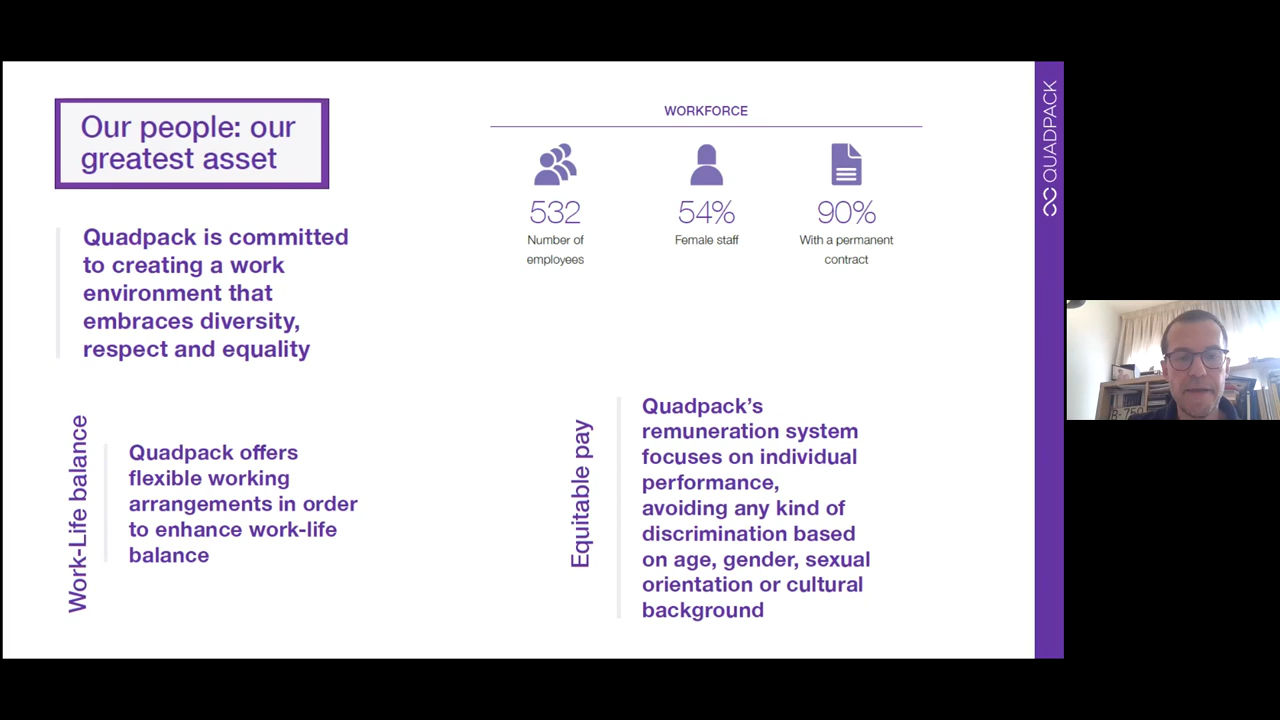 Our people: our
greatest asset
Quadpack is committed
to creating a work
environment that
embraces diversity,
respect and equality
WORKFORCE
532
Number of
employees
54%
Female staff
90%
With a permanent
contract
Work-Life balance
Quadpack offers
flexible working
arrangements in order
to enhance work-life
balance
Equitable pay
Quadpack’s
remuneration system
focuses on individual
performance,
avoiding any kind of
discrimination based
on age, gender, sexual
orientation or cultural
background
QUADPACK